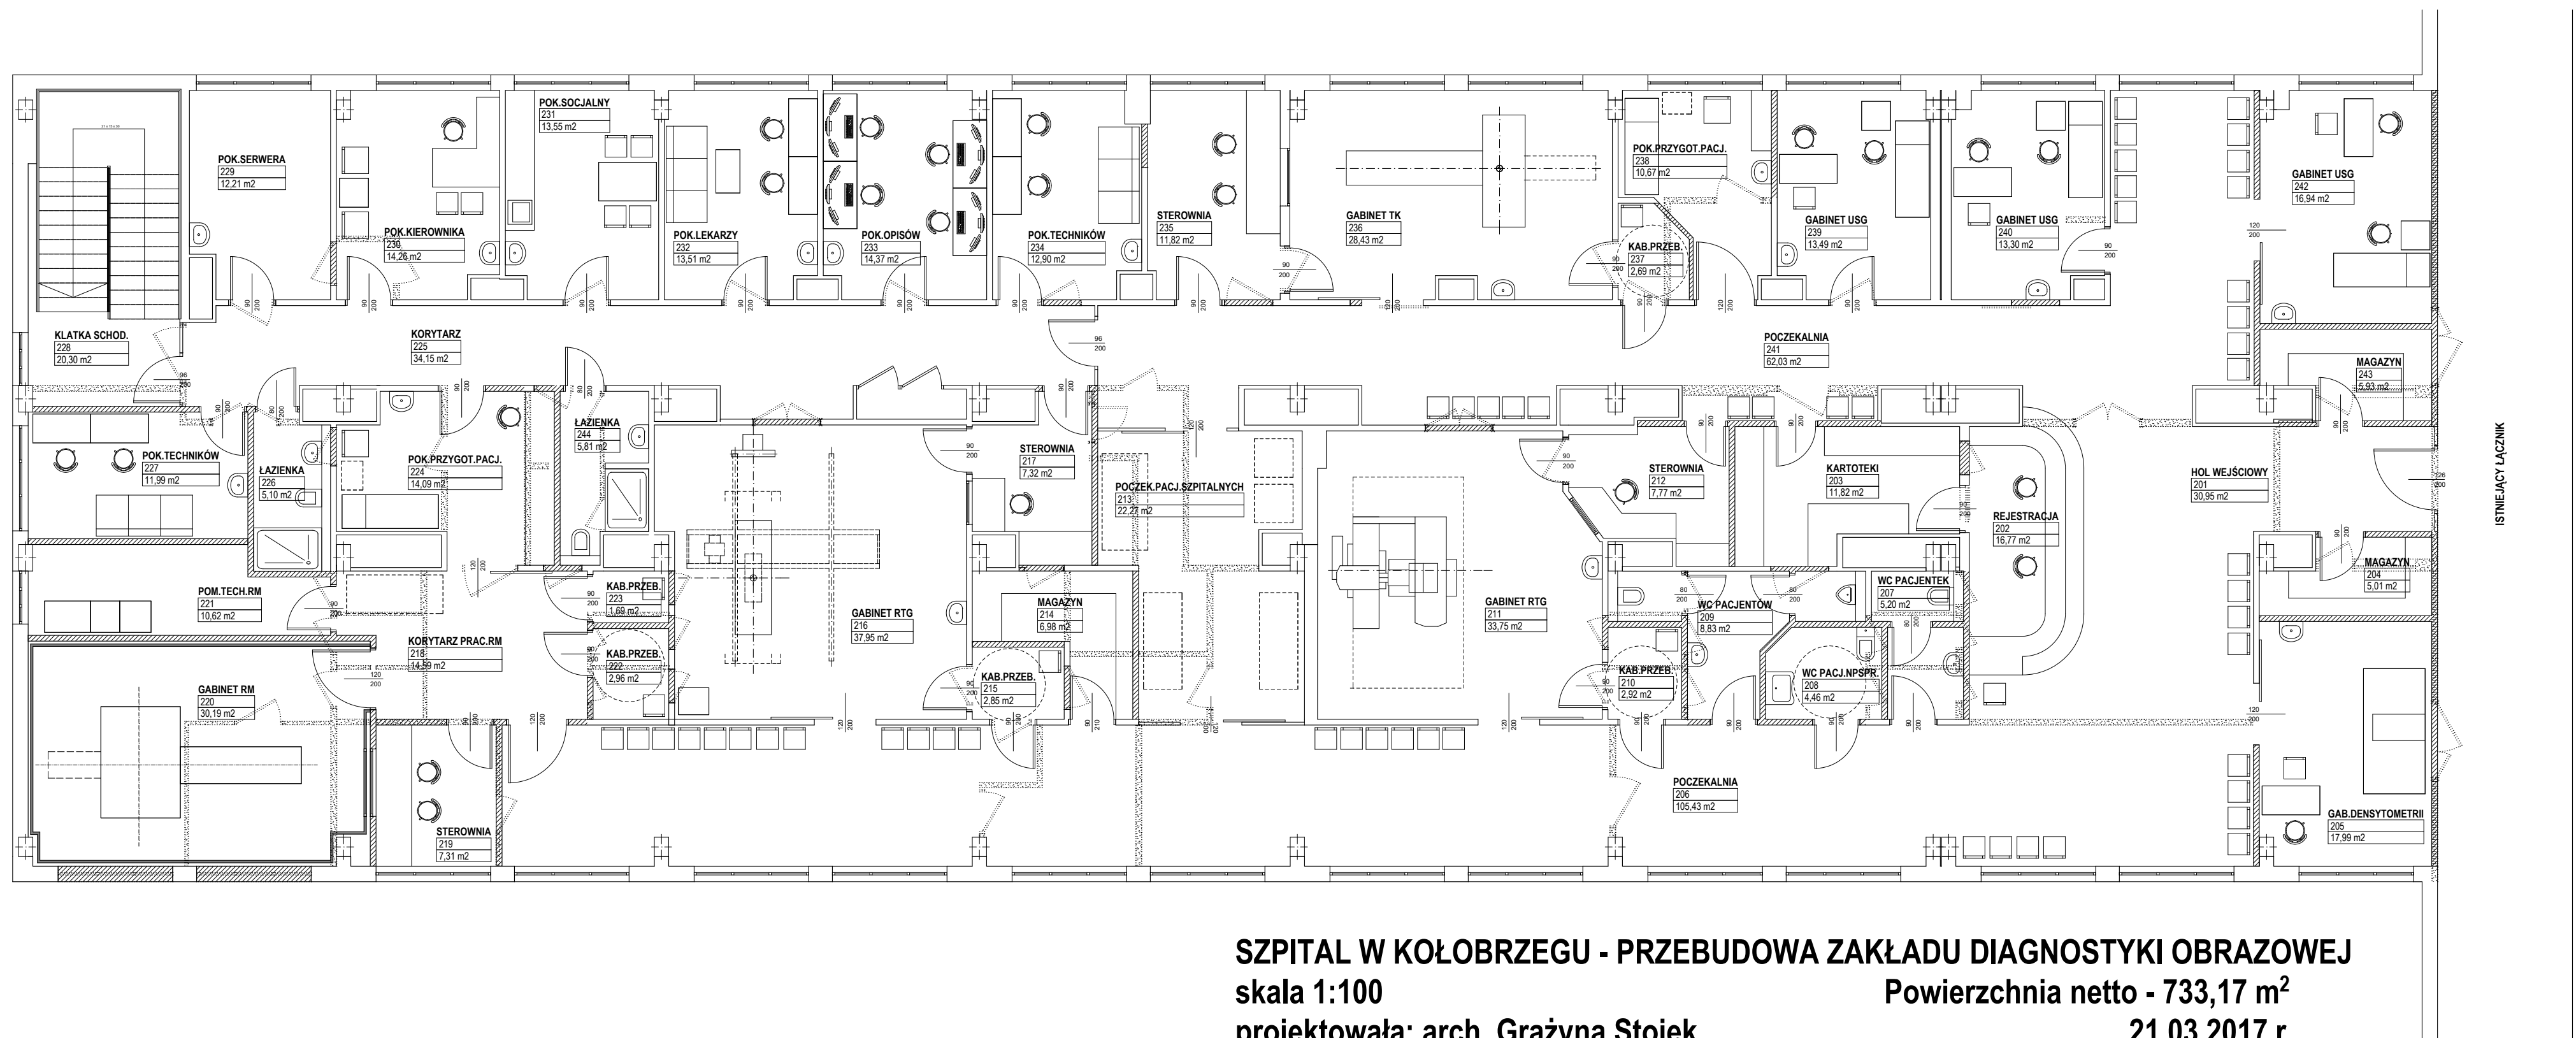 POK.SERWERA
229
12,21 m2
POK.KIEROWNIKA
230
14,26 m2
POK.SOCJALNY
231
13,55 m2
POK.LEKARZY
232
13,51 m2
POK.OPISÓW
233
14,37 m2
POK.TECHNIKÓW
234
12,90 m2
STEROWNIA
235
11,82 m2
GABINET TK
236
28,43 m2
POK.PRZYGOT.PACJ.
238
10,67 m2
KAB.PRZEB.
237
2,69 m2
GABINET USG
239
13,49 m2
GABINET USG
240
13,30 m2
GABINET USG
242
16,94 m2
KLATKA SCHOD.
228
20,30 m2
KORYTARZ
225
34,15 m2
POCZEKALNIA
241
62,03 m2
MAGAZYN
243
5,93 m2
POK.TECHNIKÓW
227
11,99 m2
ŁAZIENKA
226
5,10 m2
POK.PRZYGOT.PACJ.
224
14,09 m2
ŁAZIENKA
244
5,81 m2
STEROWNIA
217
7,32 m2
POCZEK.PACJ.SZPITALNYCH
213
22,27 m2
STEROWNIA
212
7,77 m2
KARTOTEKI
203
11,82 m2
REJESTRACJA
202
16,77 m2
HOL WEJŚCIOWY
201
30,95 m2
ISTNIEJĄCY ŁĄCZNIK
POM.TECH.RM
221
10,62 m2
KAB.PRZEB.
223
1,69 m2
GABINET RTG
216
37,95 m2
MAGAZYN
214
6,98 m2
GABINET RTG
211
33,75 m2
WC PACJENTÓW
209
8,83 m2
WC PACJENTEK
207
5,20 m2
MAGAZYN
204
5,01 m2
KORYTARZ PRAC.RM
218
14,59 m2
KAB.PRZEB.
222
2,96 m2
KAB.PRZEB.
215
2,85 m2
KAB.PRZEB.
210
2,92 m2
WC PACJ.NPSPR.
208
4,46 m2
GABINET RM
220
30,19 m2
STEROWNIA
219
7,31 m2
POCZEKALNIA
206
105,43 m2
GAB.DENSYTOMETRII
205
17,99 m2
SZPITAL W KOŁOBRZEGU - PRZEBUDOWA ZAKŁADU DIAGNOSTYKI OBRAZOWEJ
skala 1:100 Powierzchnia netto - 733,17 m²
projektowała: arch. Grażyna Stojek 21.03.2017 r.